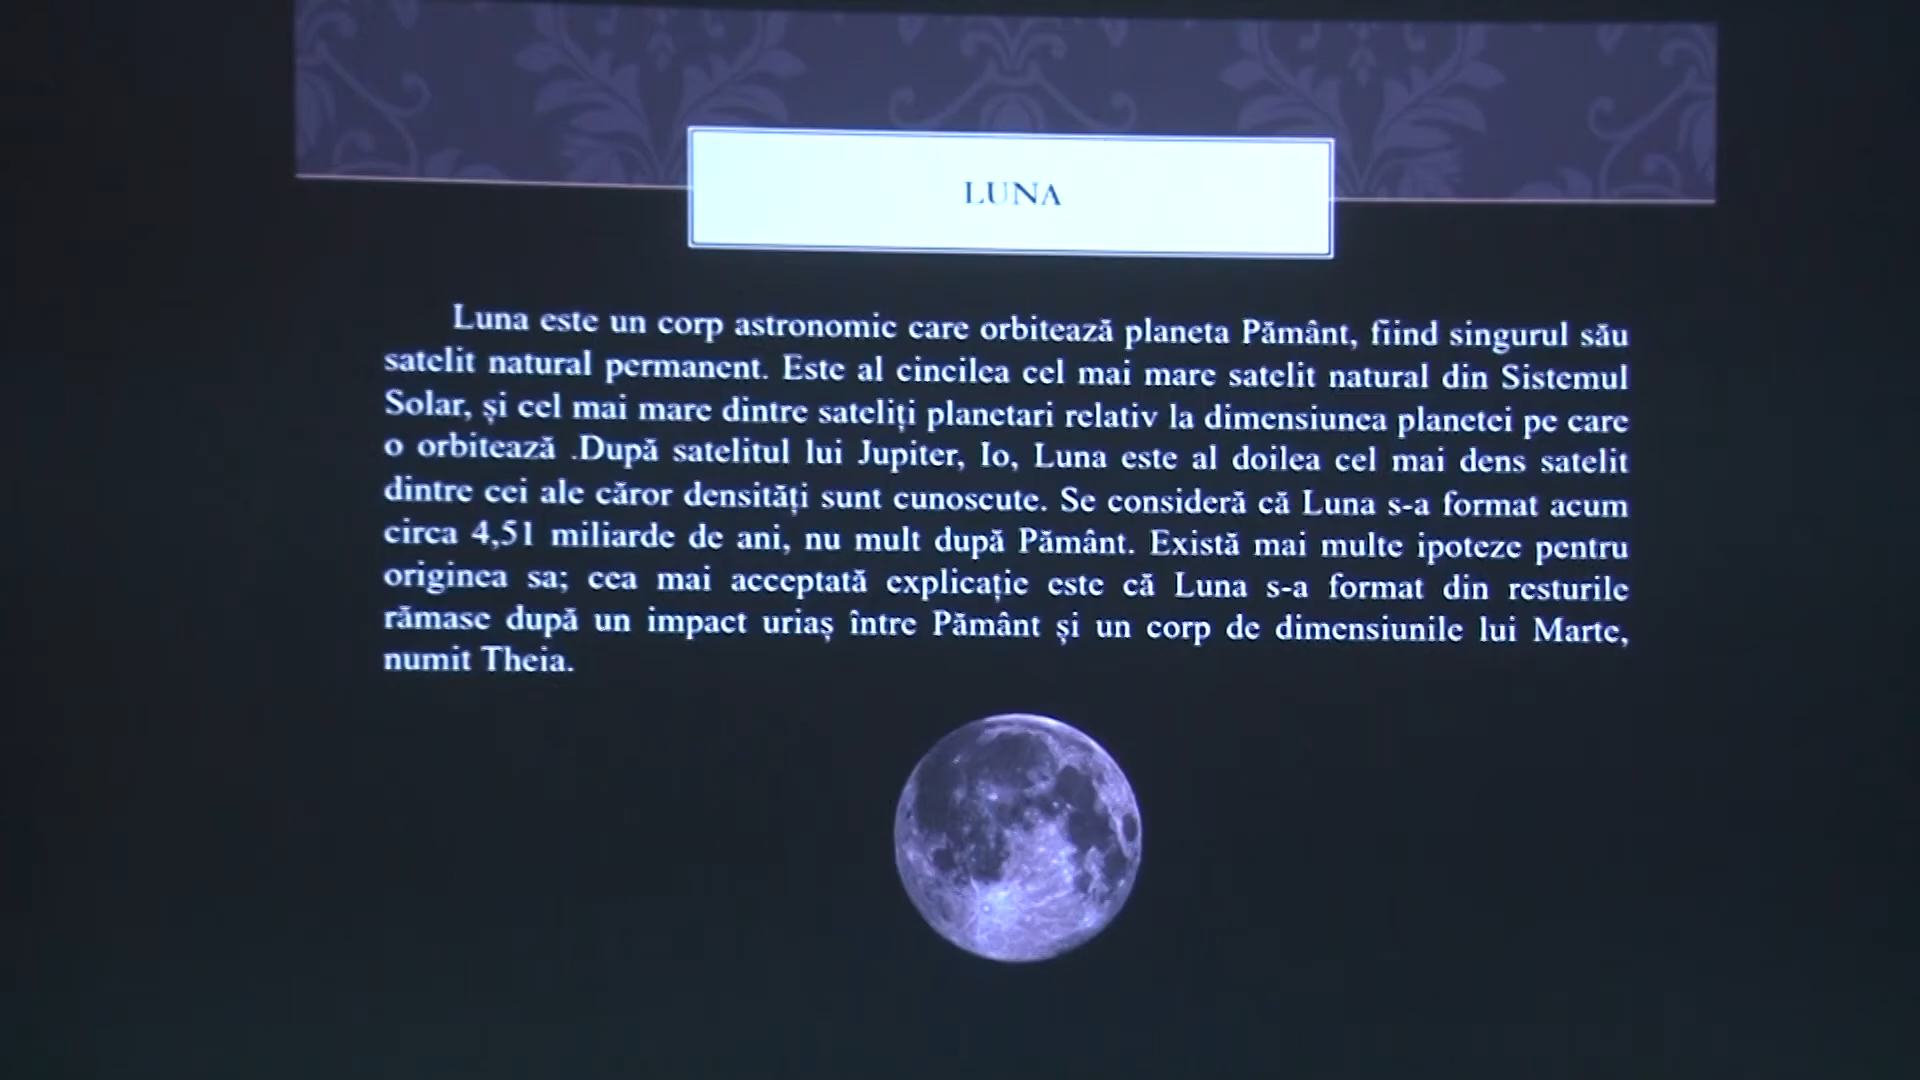 LUNA
Luna este un corp astronomic care orbitează planeta Pământ, fiind singurul său
satelit natural permanent. Este al cincilea cel mai mare satelit natural din Sistemul
Solar, și cel mai mare dintre sateliți planetari relativ la dimensiunea planetei pe care
o orbitează .După satelitul lui Jupiter, Io, Luna este al doilea cel mai dens satelit
dintre cei ale căror densități sunt cunoscute. Se consideră că Luna s-a format acum
circa 4,51 miliarde de ani, nu mult după Pământ. Există mai multe ipoteze pentru
originea sa; cea mai acceptată explicație este că Luna s-a format din resturile
rămase după un impact uriaș între Pământ și un corp de dimensiunile lui Marte,
numit Theia.